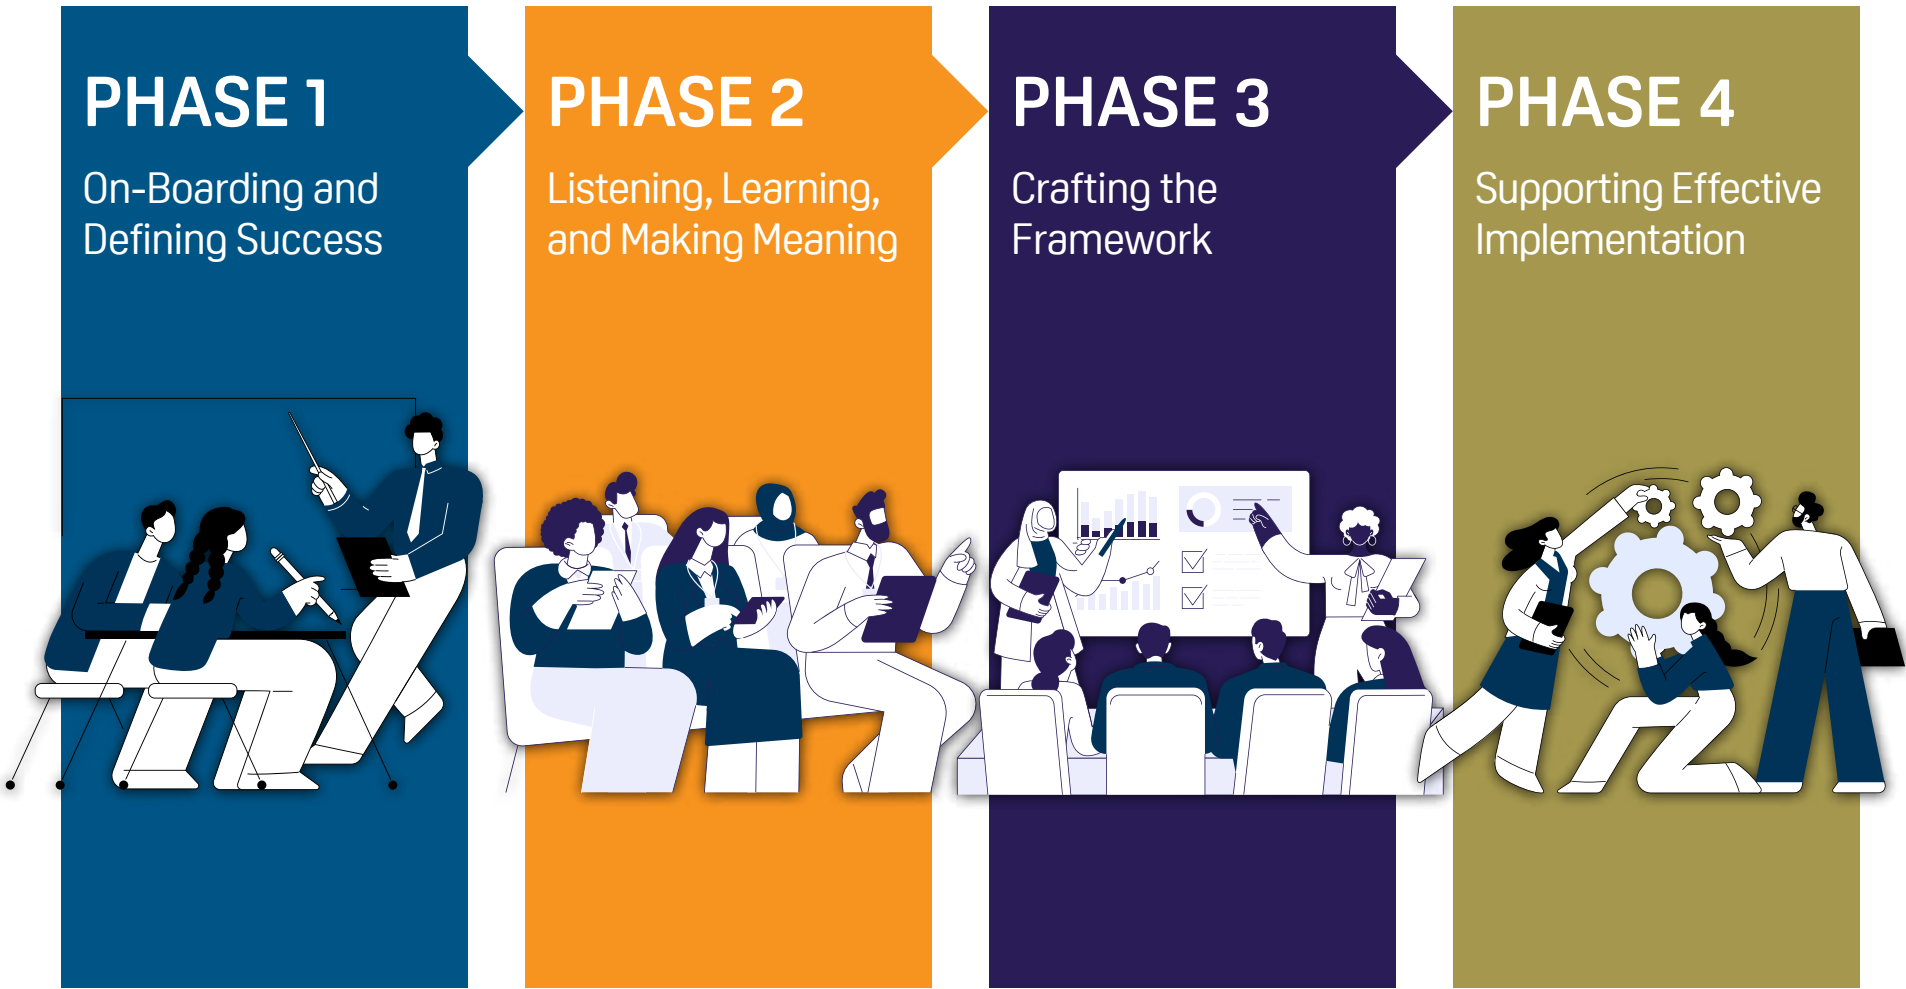 PHASE 1
On-Boarding and
Defining Success
PHASE 2
Listening, Learning,
and Making Meaning
PHASE 3
Crafting the
Framework
PHASE 4
Supporting Effective
Implementation